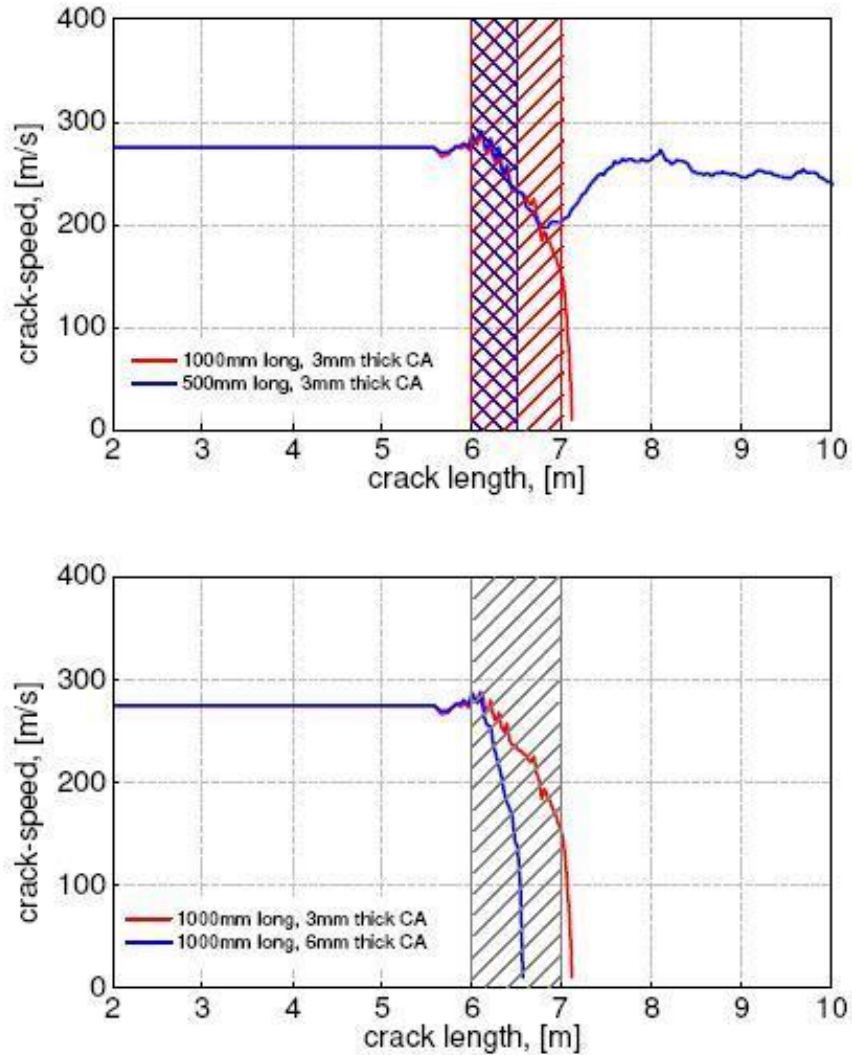 400
300
200
100
0
crack-speed, [m/s]
1000mm long, 3mm thick CA
500mm long, 3mm thick CA
2 3 4 5 6 7 8 9 10
crack length, [m]
400
300
200
100
0
crack-speed, [m/s]
1000mm long, 3mm thick CA
1000mm long, 6mm thick CA
2 3 4 5 6 7 8 9 10
crack length, [m]